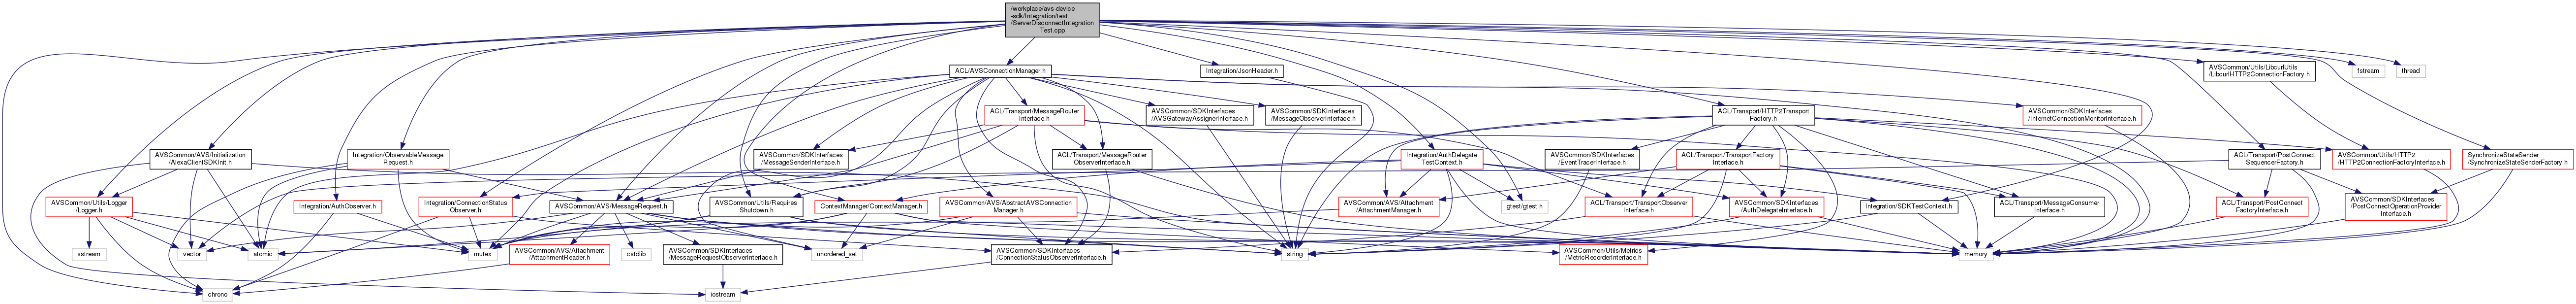 /workplace/avs-device
-sdk/Integration/test
/ServerDisconnectIntegration
Test.cpp
ACL/AVSConnectionManager.h
Integration/JsonHeader.h
AVSCommon/Utils/LibcurlUtils
/LibcurlHTTP2ConnectionFactory.h
fstream
thread
ACL/Transport/MessageRouter
Interface.h
AVSCommon/SDKInterfaces
/AVSGatewayAssignerInterface.h
AVSCommon/SDKInterfaces
/MessageObserverInterface.h
ACL/Transport/HTTP2Transport
Factory.h
AVSCommon/SDKInterfaces
/InternetConnectionMonitorInterface.h
AVSCommon/AVS/Initialization
/AlexaClientSDKInit.h
Integration/ObservableMessage
Request.h
AVSCommon/SDKInterfaces
/MessageSenderInterface.h
ACL/Transport/MessageRouter
ObserverInterface.h
Integration/AuthDelegate
TestContext.h
AVSCommon/SDKInterfaces
/EventTracerInterface.h
ACL/Transport/TransportFactory
Interface.h
ACL/Transport/PostConnect
SequencerFactory.h
AVSCommon/Utils/HTTP2
/HTTP2ConnectionFactoryInterface.h
SynchronizeStateSender
/SynchronizeStateSenderFactory.h
AVSCommon/Utils/Logger
/Logger.h
Integration/AuthObserver.h
Integration/ConnectionStatus
Observer.h
AVSCommon/AVS/MessageRequest.h
AVSCommon/Utils/Requires
Shutdown.h
ContextManager/ContextManager.h
AVSCommon/AVS/AbstractAVSConnection
Manager.h
AVSCommon/AVS/Attachment
/AttachmentManager.h
gtest/gtest.h
ACL/Transport/TransportObserver
Interface.h
AVSCommon/SDKInterfaces
/AuthDelegateInterface.h
Integration/SDKTestContext.h
ACL/Transport/MessageConsumer
Interface.h
ACL/Transport/PostConnect
FactoryInterface.h
AVSCommon/SDKInterfaces
/PostConnectOperationProvider
Interface.h
sstream
vector
atomic
mutex
AVSCommon/AVS/Attachment
/AttachmentReader.h
cstdlib
AVSCommon/SDKInterfaces
/MessageRequestObserverInterface.h
unordered_set
AVSCommon/SDKInterfaces
/ConnectionStatusObserverInterface.h
string
AVSCommon/Utils/Metrics
/MetricRecorderInterface.h
memory
chrono
iostream